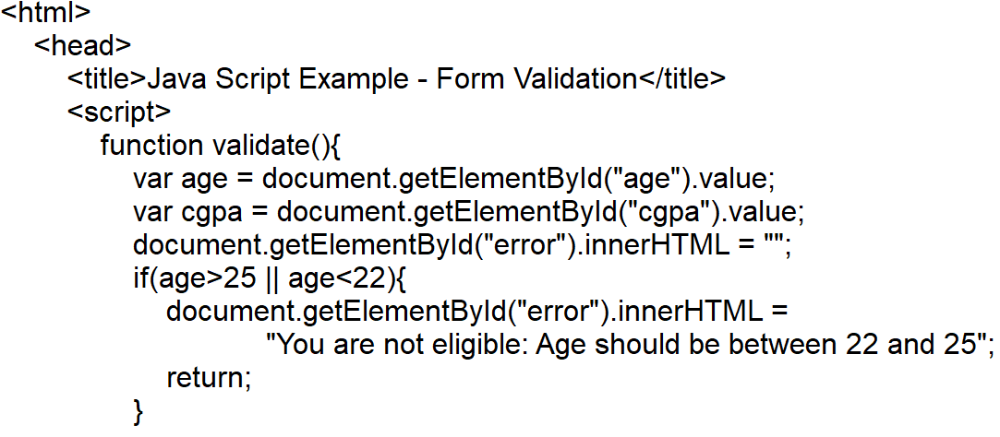 <html>
<head>
<title>Java Script Example - Form Validation</title>
<script>
function validate(){
var age = document.getElementById("age").value;
var cgpa = document.getElementById("cgpa").value;
document.getElementById("error").innerHTML = "";
if(age>25 || age<22){
document.getElementById("error").innerHTML =
"You are not eligible: Age should be between 22 and 25";
return;
}